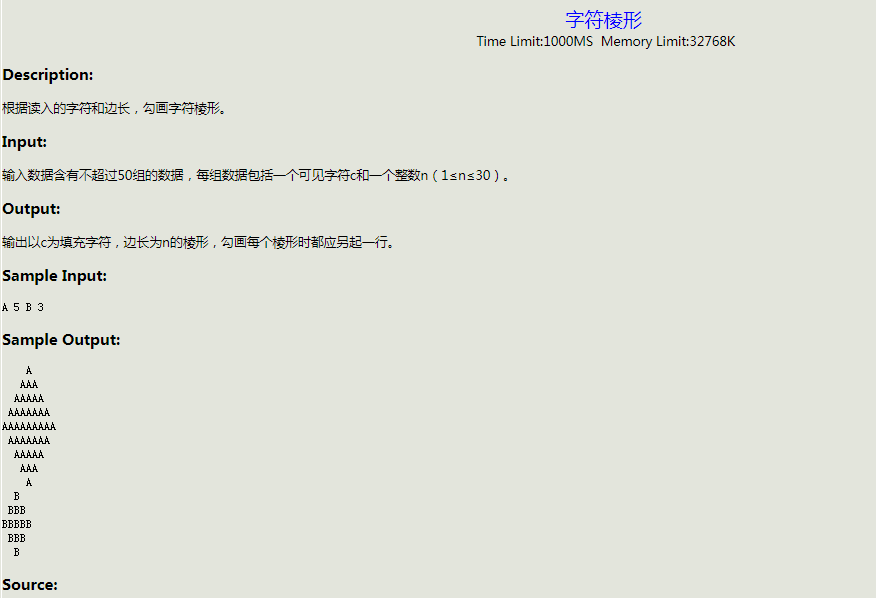 字符棱形
Time Limit:1000MS  Memory Limit:32768K
Description:
根据读入的字符和边长，勾画字符棱形。
Input:
输入数据含有不超过50组的数据，每组数据包括一个可见字符c和一个整数n（1≤n≤30）。
Output:
输出以c为填充字符，边长为n的棱形，勾画每个棱形时都应另起一行。
Sample Input:
A 5 B 3
Sample Output:
    A
   AAA
  AAAAA
 AAAAAAA
AAAAAAAAA
 AAAAAAA
  AAAAA
   AAA
    A
  B
 BBB
BBBBB
 BBB
  B
Source: